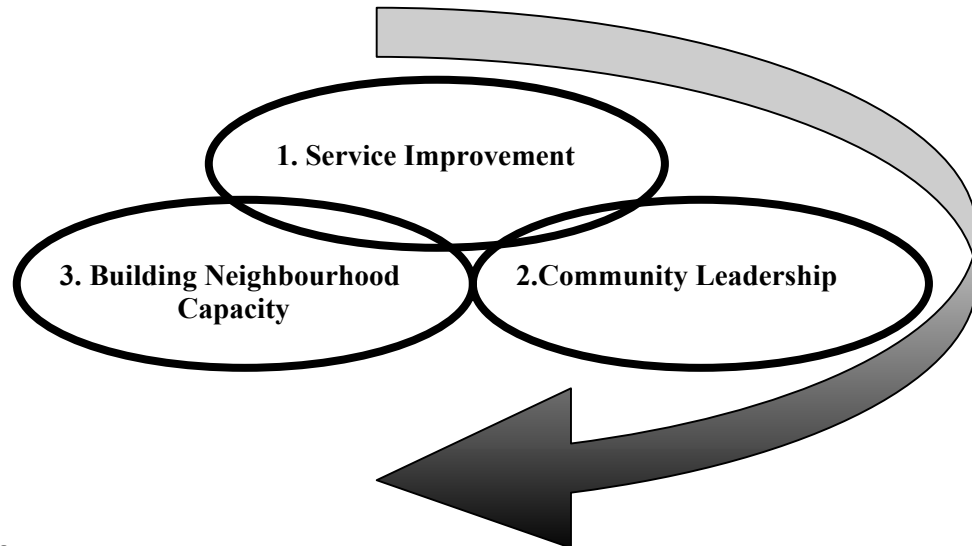 1. Service Improvement
3. Building Neighbourhood
Capacity
2.Community Leadership